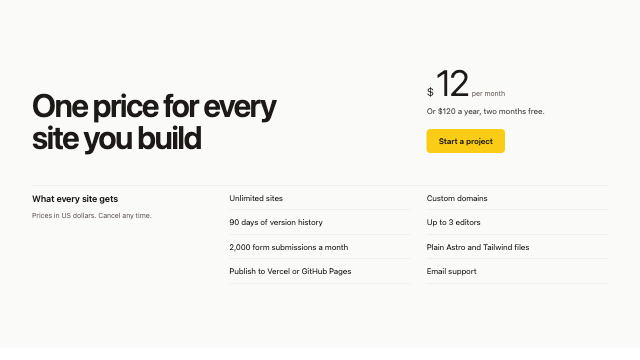 One price for every
site you build
$12 per month
Or $120 a year, two months free.
Start a project
What every site gets
Prices in US dollars. Cancel any time.
Unlimited sites
90 days of version history
2,000 form submissions a month
Publish to Vercel or GitHub Pages
Custom domains
Up to 3 editors
Plain Astro and Tailwind files
Email support